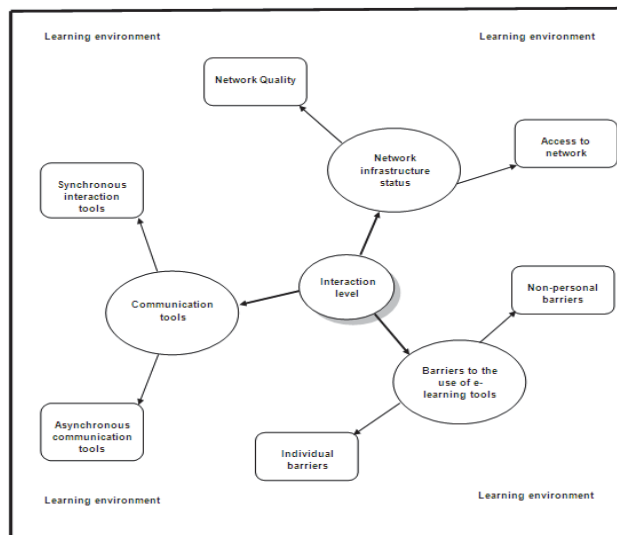 Learning environment
Learning environment
Network Quality
Network
infrastructure
status
Access to
network
Synchronous
interaction
tools
Interaction
level
Non-personal
barriers
Communication
tools
Barriers to the
use of e-
learning tools
Asynchronous
communication
tools
Individual
barriers
Learning environment
Learning environment